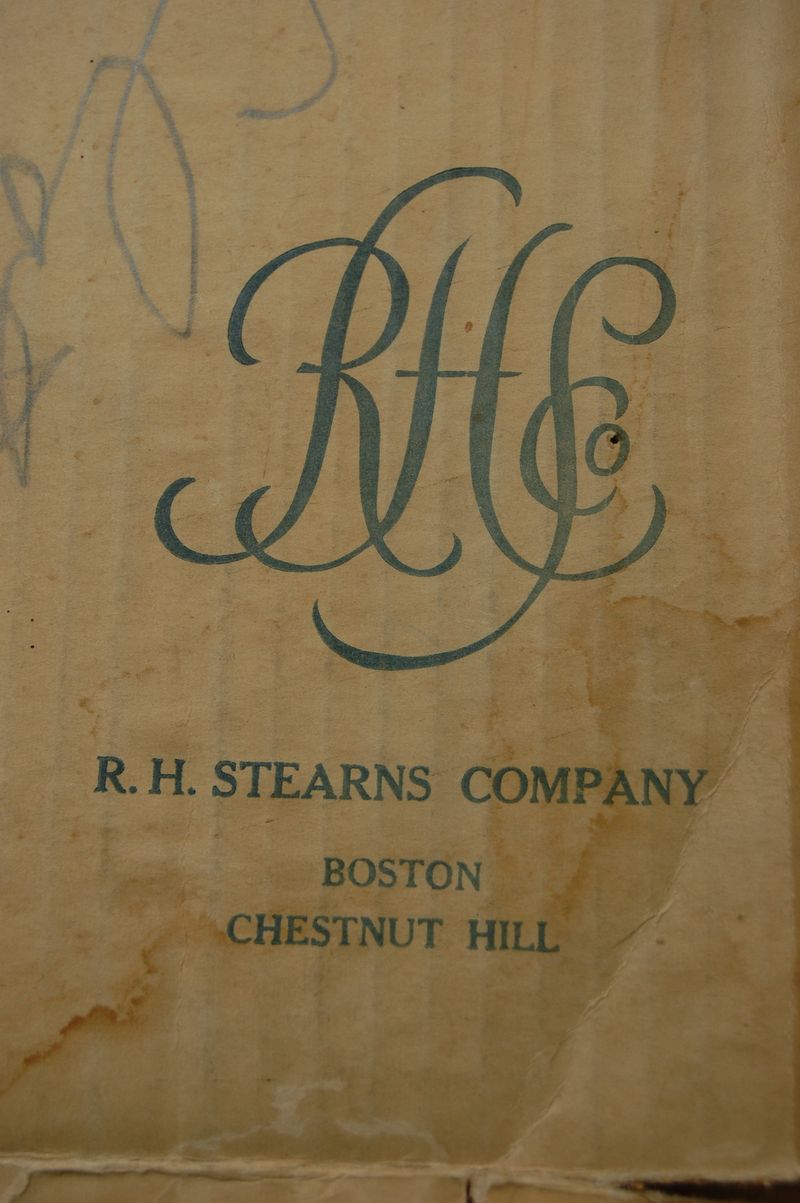 RHS Co
R. H. STEARNS COMPANY
BOSTON
CHESTNUT HILL